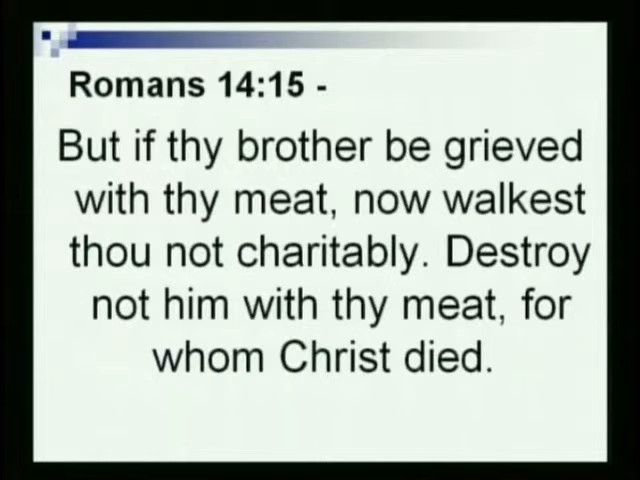 Romans 14:15 -
But if thy brother be grieved
with thy meat, now walkest
thou not charitably. Destroy
not him with thy meat, for
whom Christ died.